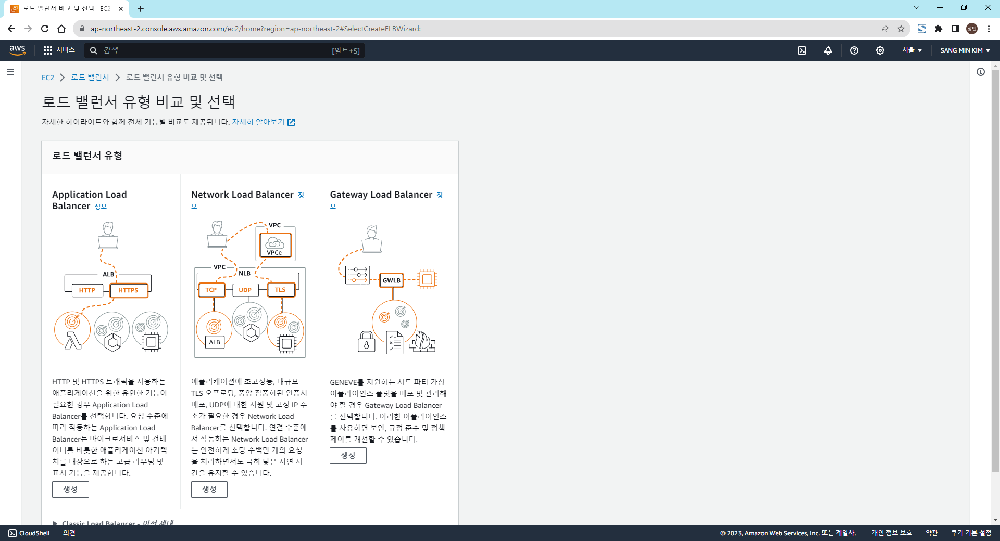 로드 밸런서 비교 및 선택 | EC2
ap-northeast-2.console.aws.amazon.com/ec2/home?region=ap-northeast-2#SelectCreateELBWizard:
상민
aws
서비스
검색
[알트+S]
서울
SANG MIN KIM
EC2
로드 밸런서
로드 밸런서 유형 비교 및 선택
로드 밸런서 유형 비교 및 선택
자세한 하이라이트와 함께 전체 기능별 비교도 제공됩니다. 자세히 알아보기
로드 밸런서 유형
Application Load
Balancer 정보
ALB
HTTP
HTTPS
HTTP 및 HTTPS 트래픽을 사용하는
애플리케이션을 위한 유연한 기능이
필요한 경우 Application Load
Balancer를 선택합니다. 요청 수준에
따라 작동하는 Application Load
Balancer는 마이크로서비스 및 컨테
이너를 비롯한 애플리케이션 아키텍
처를 대상으로 하는 고급 라우팅 및
표시 기능을 제공합니다.
생성
Network Load Balancer 정
보
VPC
VPCe
VPC
NLB
TCP
UDP
TLS
ALB
애플리케이션에 초고성능, 대규모
TLS 오프로딩, 중앙 집중화된 인증서
배포, UDP에 대한 지원 및 고정 IP 주
소가 필요한 경우 Network Load
Balancer를 선택합니다. 연결 수준에
서 작동하는 Network Load Balancer
는 안전하게 초당 수백만 개의 요청
을 처리하면서도 극히 낮은 지연 시
간을 유지할 수 있습니다.
생성
Gateway Load Balancer 정
보
GWLB
GENEVE를 지원하는 서드 파티 가상
어플라이언스 플릿을 배포 및 관리해
야 할 경우 Gateway Load Balancer
를 선택합니다. 이러한 어플라이언스
를 사용하면 보안, 규정 준수 및 정책
제어를 개선할 수 있습니다.
생성
Classic Load Balancer - 이전 세대
CloudShell
의견
© 2023, Amazon Web Services, Inc. 또는 계열사.
개인 정보 보호
약관
쿠키 기본 설정